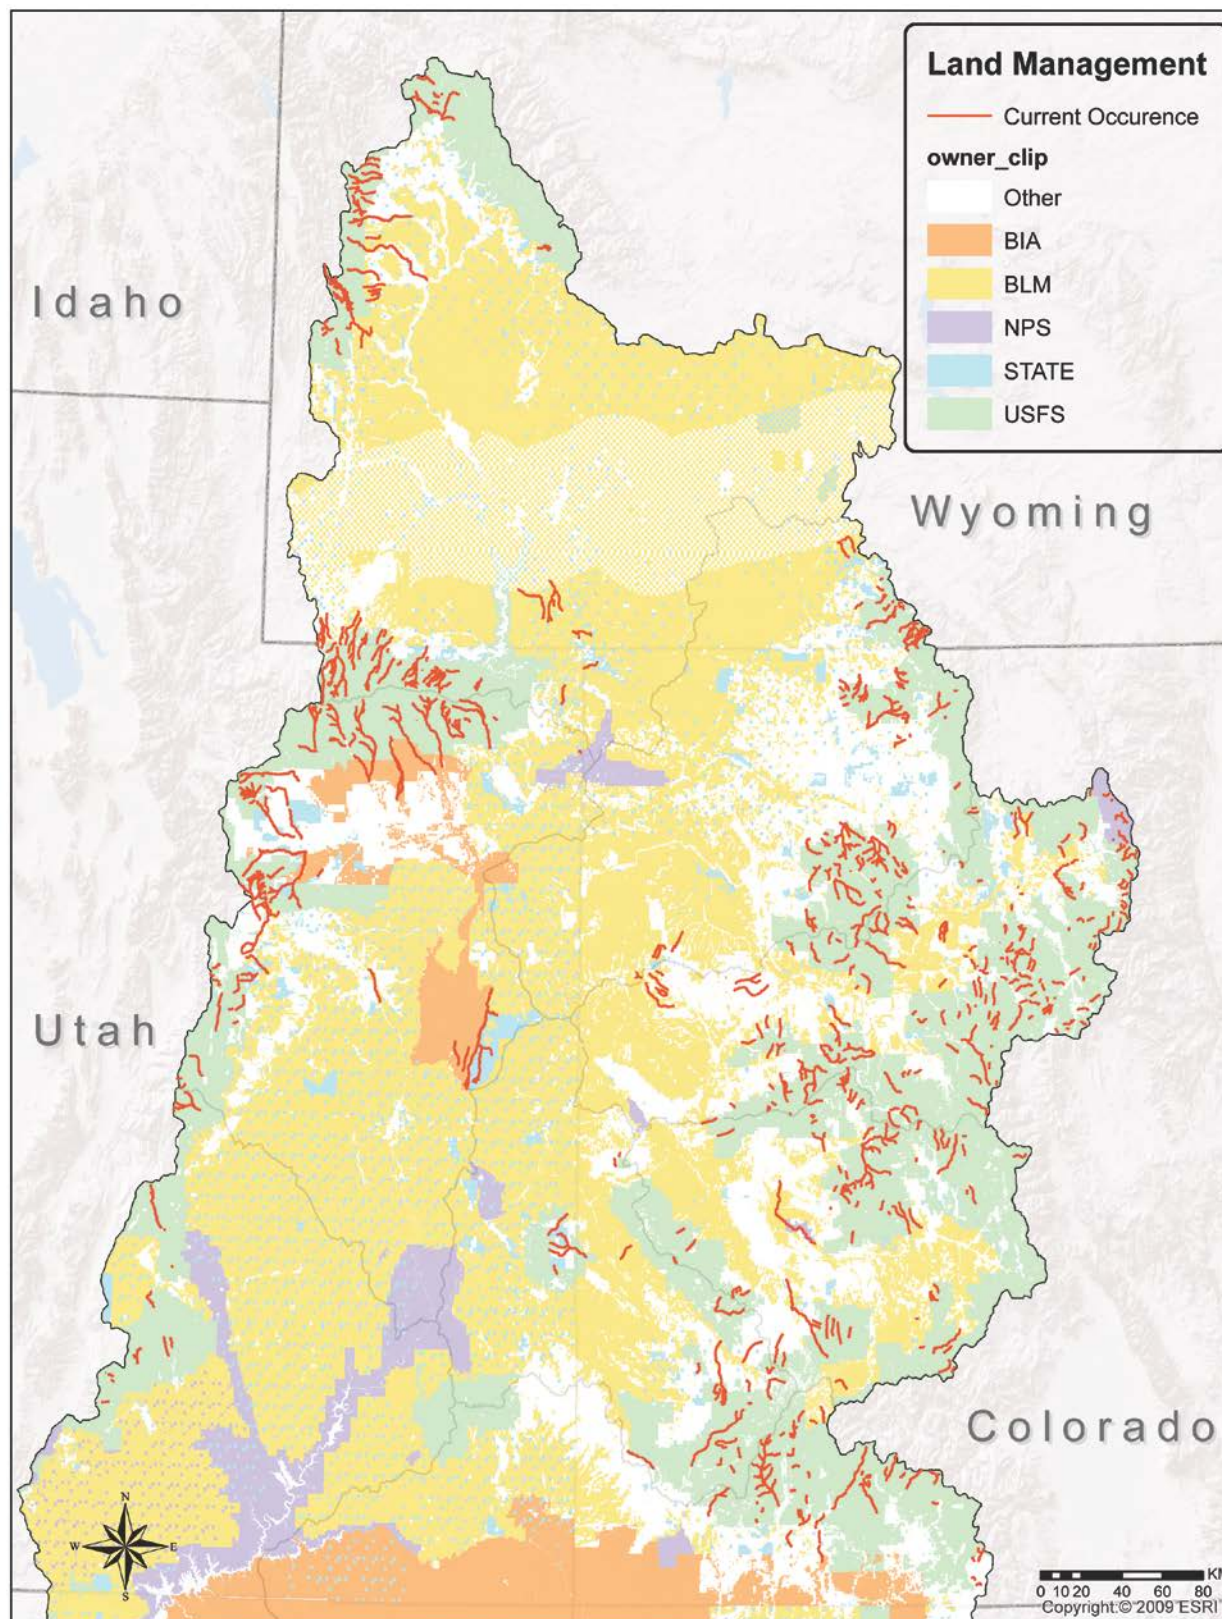 Land Management
Current Occurence
owner_clip
Other
BIA
BLM
NPS
STATE
USFS
Idaho
Wyoming
Utah
Colorado
N
W E
S
KM
0 10 20 40 60 80
Copyright:© 2009 ESRI